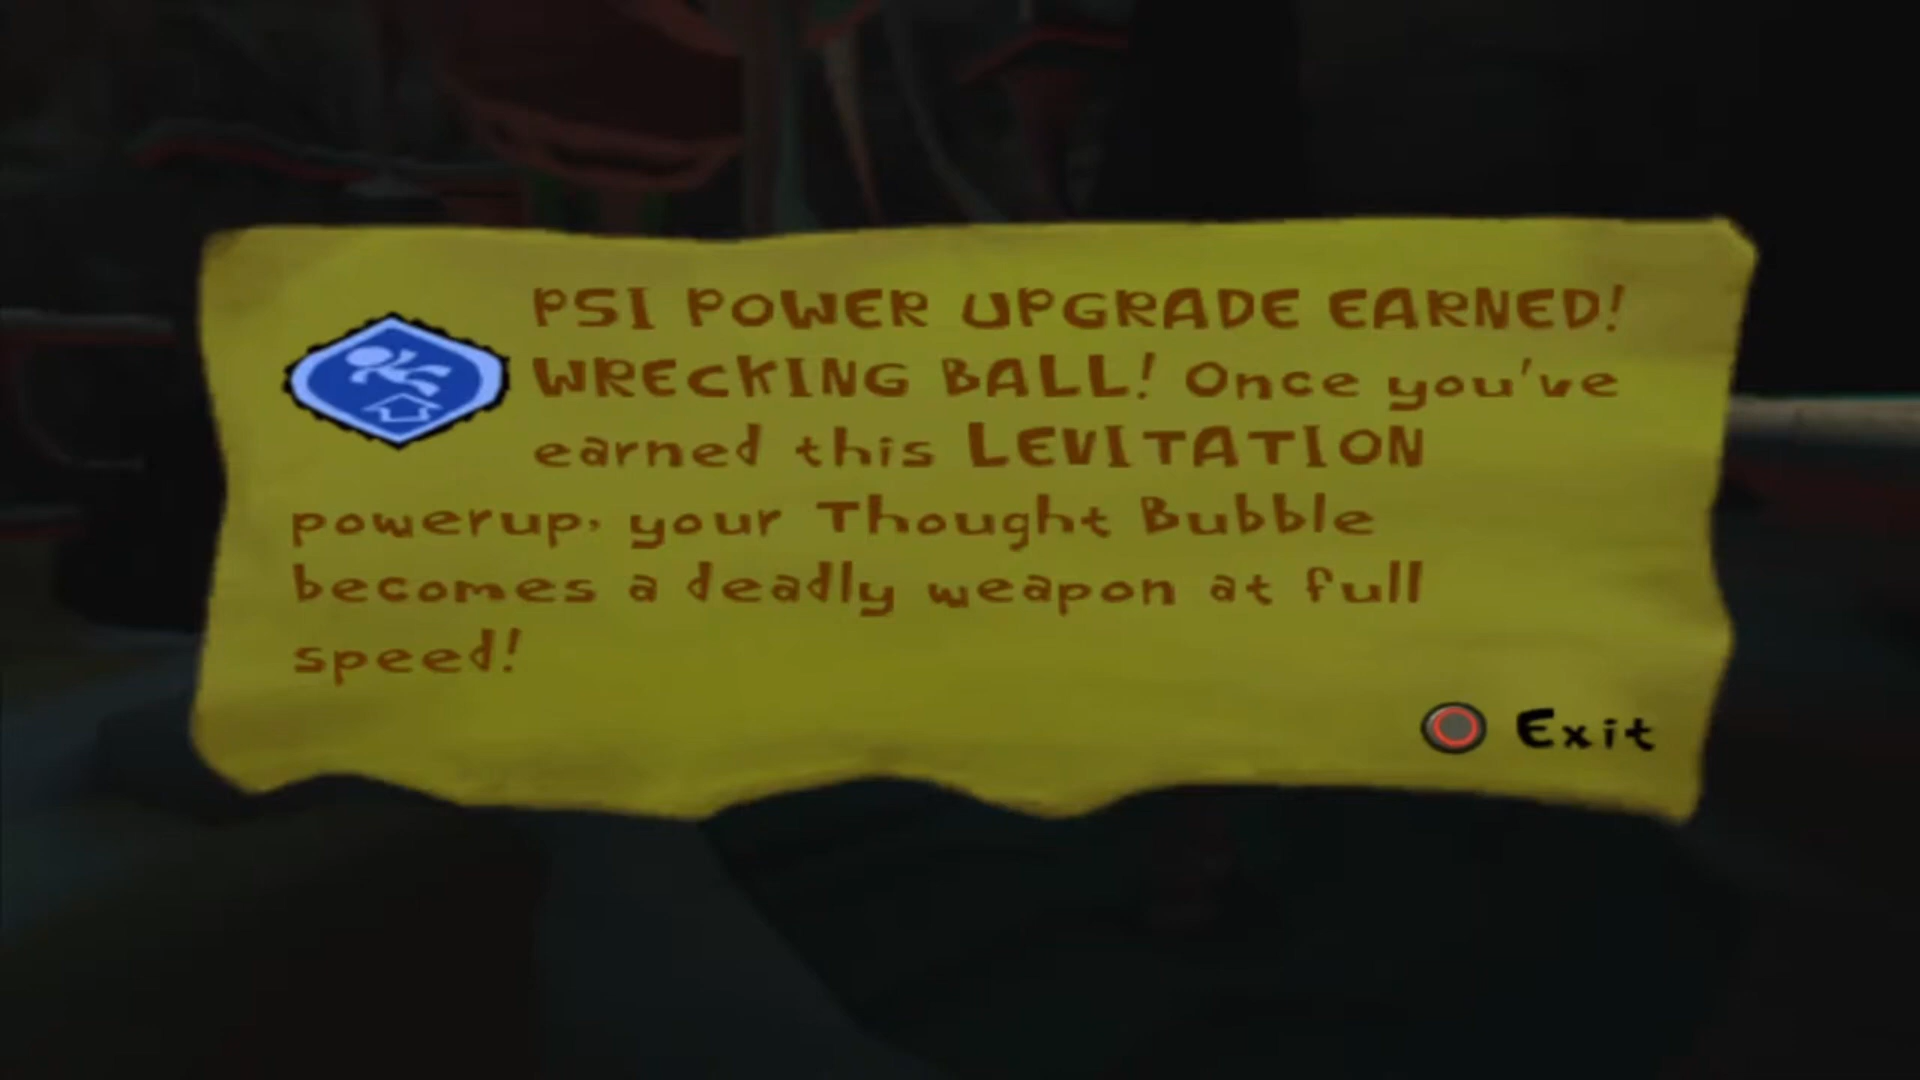 PSI POWER UPGRADE EARNED!
WRECKING BALL! Once you've
earned this LEVITATION
powerup, your Thought Bubble
becomes a deadly weapon at full
speed!
Exit